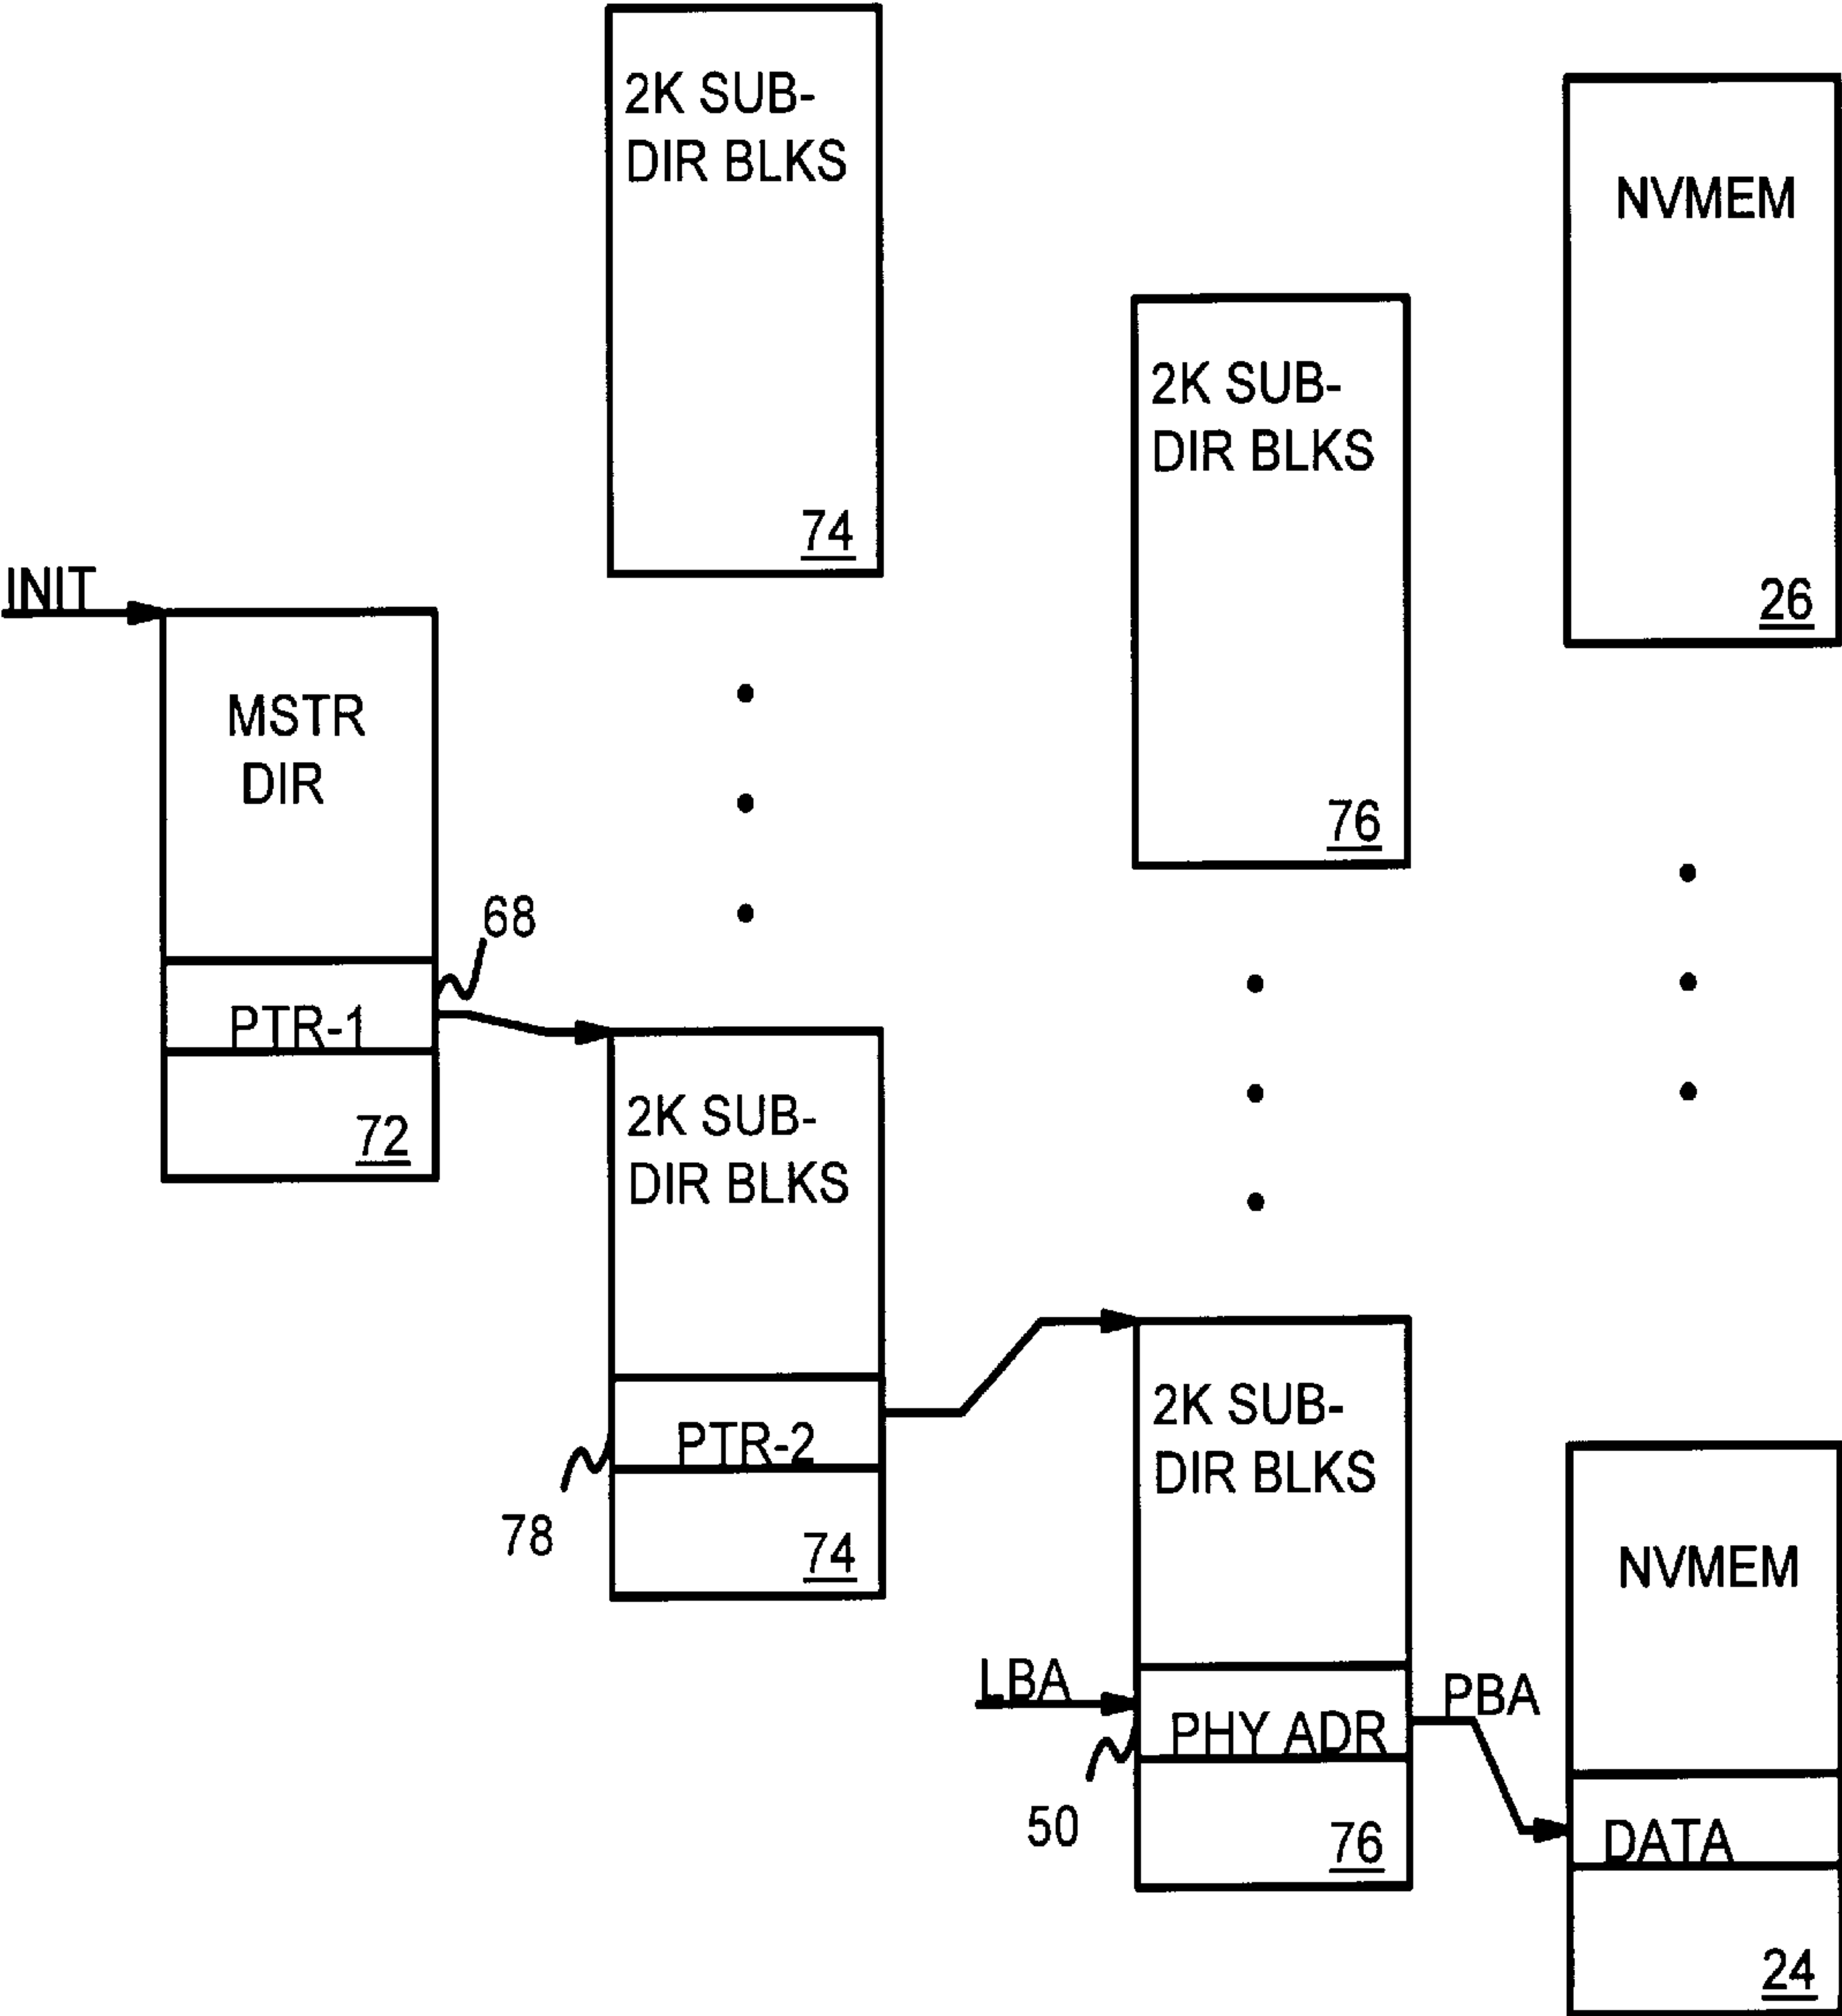 2K SUB-
DIR BLKS
74
NVMEM
26
2K SUB-
DIR BLKS
76
INIT
MSTR
DIR
68
PTR-1
72
2K SUB-
DIR BLKS
PTR-2
78
74
2K SUB-
DIR BLKS
LBA
PHY ADR
PBA
50
76
NVMEM
DATA
24